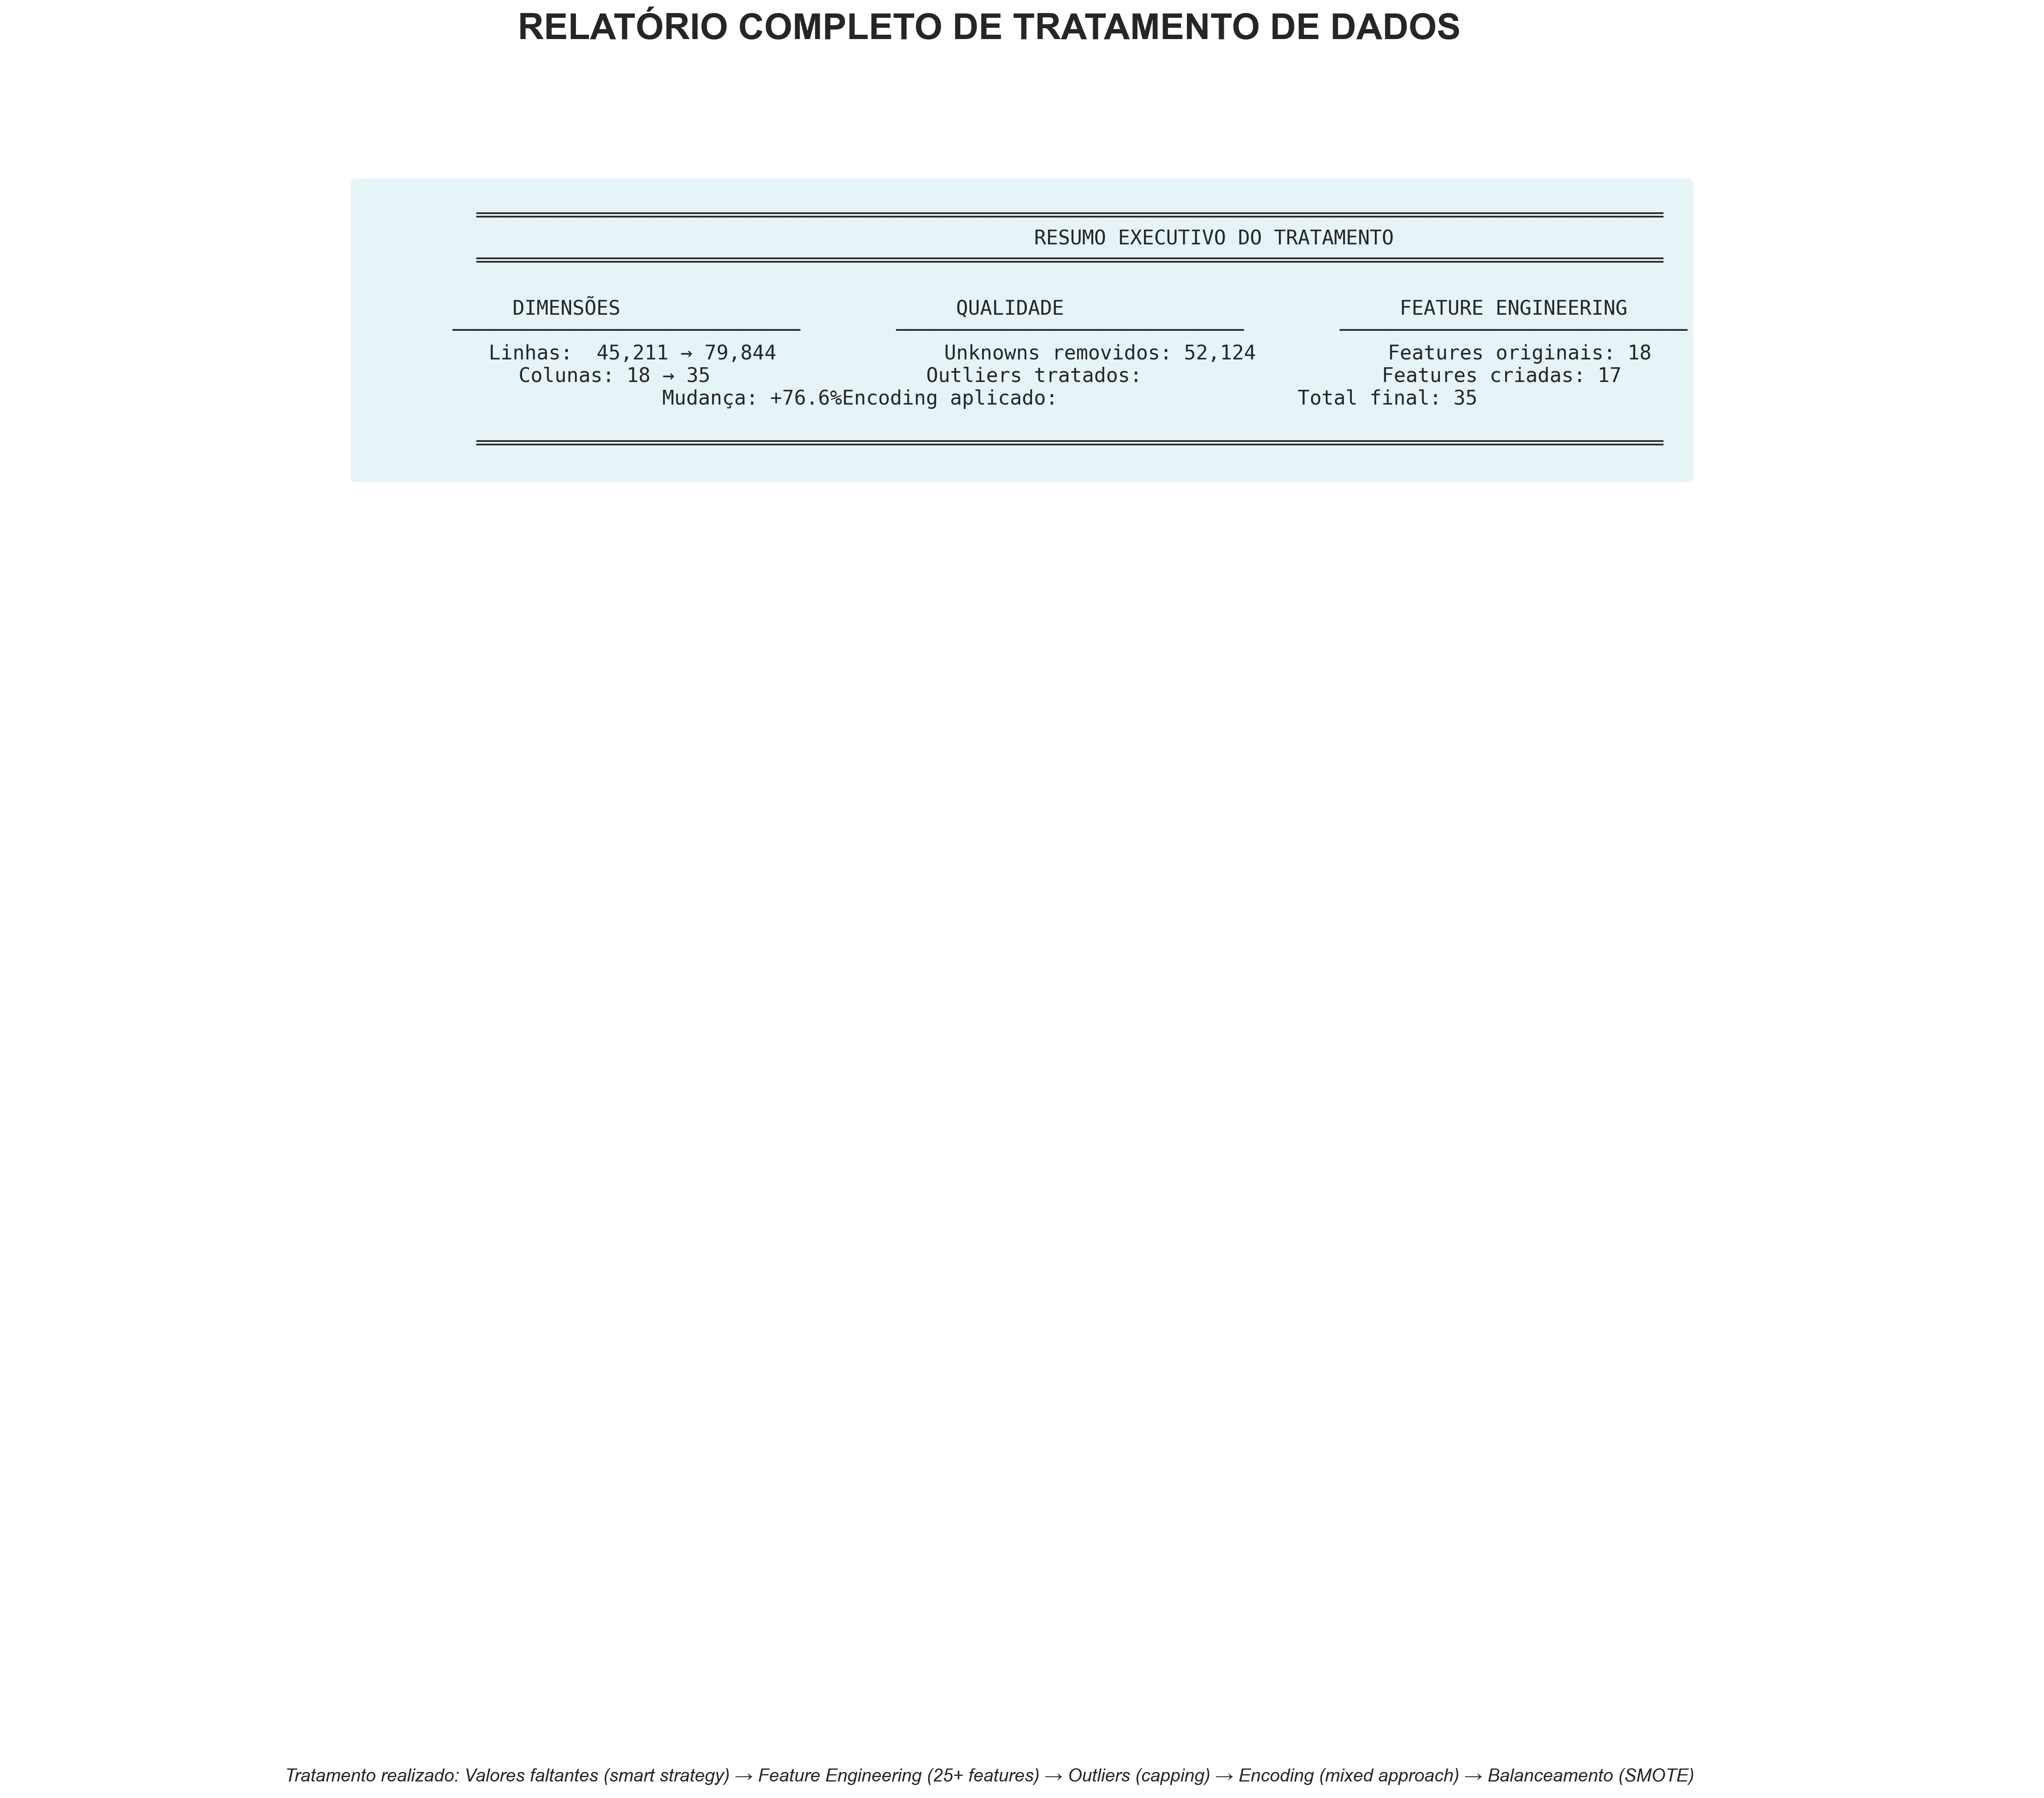 RELATÓRIO COMPLETO DE TRATAMENTO DE DADOS
RESUMO EXECUTIVO DO TRATAMENTO
DIMENSÕES QUALIDADE FEATURE ENGINEERING
Linhas: 45,211 → 79,844 Unknowns removidos: 52,124 Features originais: 18
Colunas: 18 → 35 Outliers tratados: Features criadas: 17
Mudança: +76.6%Encoding aplicado: Total final: 35
Tratamento realizado: Valores faltantes (smart strategy) → Feature Engineering (25+ features) → Outliers (capping) → Encoding (mixed approach) → Balanceamento (SMOTE)